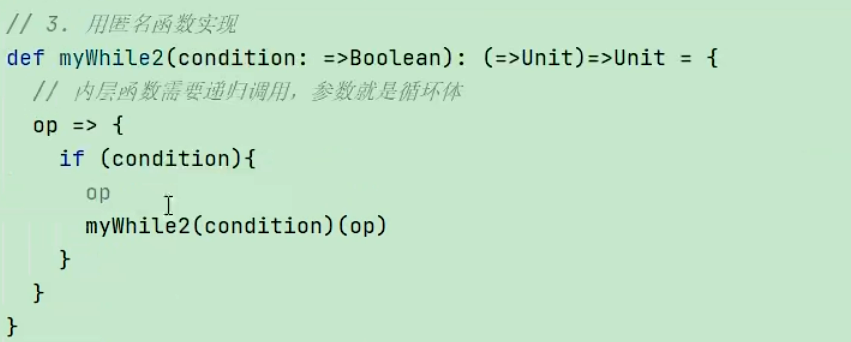 // 3. 用匿名函数实现
def myWhile2(condition: =>Boolean): (=>Unit)=>Unit = {
  // 内层函数需要递归调用，参数就是循环体
  op => {
    if (condition){
      op
      myWhile2(condition)(op)
    }
  }
}